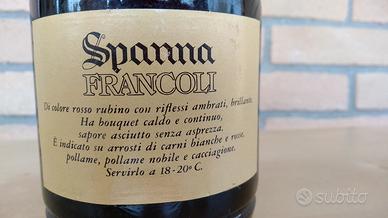 Spanna
FRANCOLI
Di colore rosso rubino con riflessi ambrati, brillante.
Ha bouquet caldo e continuo,
sapore asciutto senza asprezza.
È indicato su arrosti di carni bianche e rosse,
pollame, pollame nobile e cacciagione.
Servirlo a 18-20° C.
subito